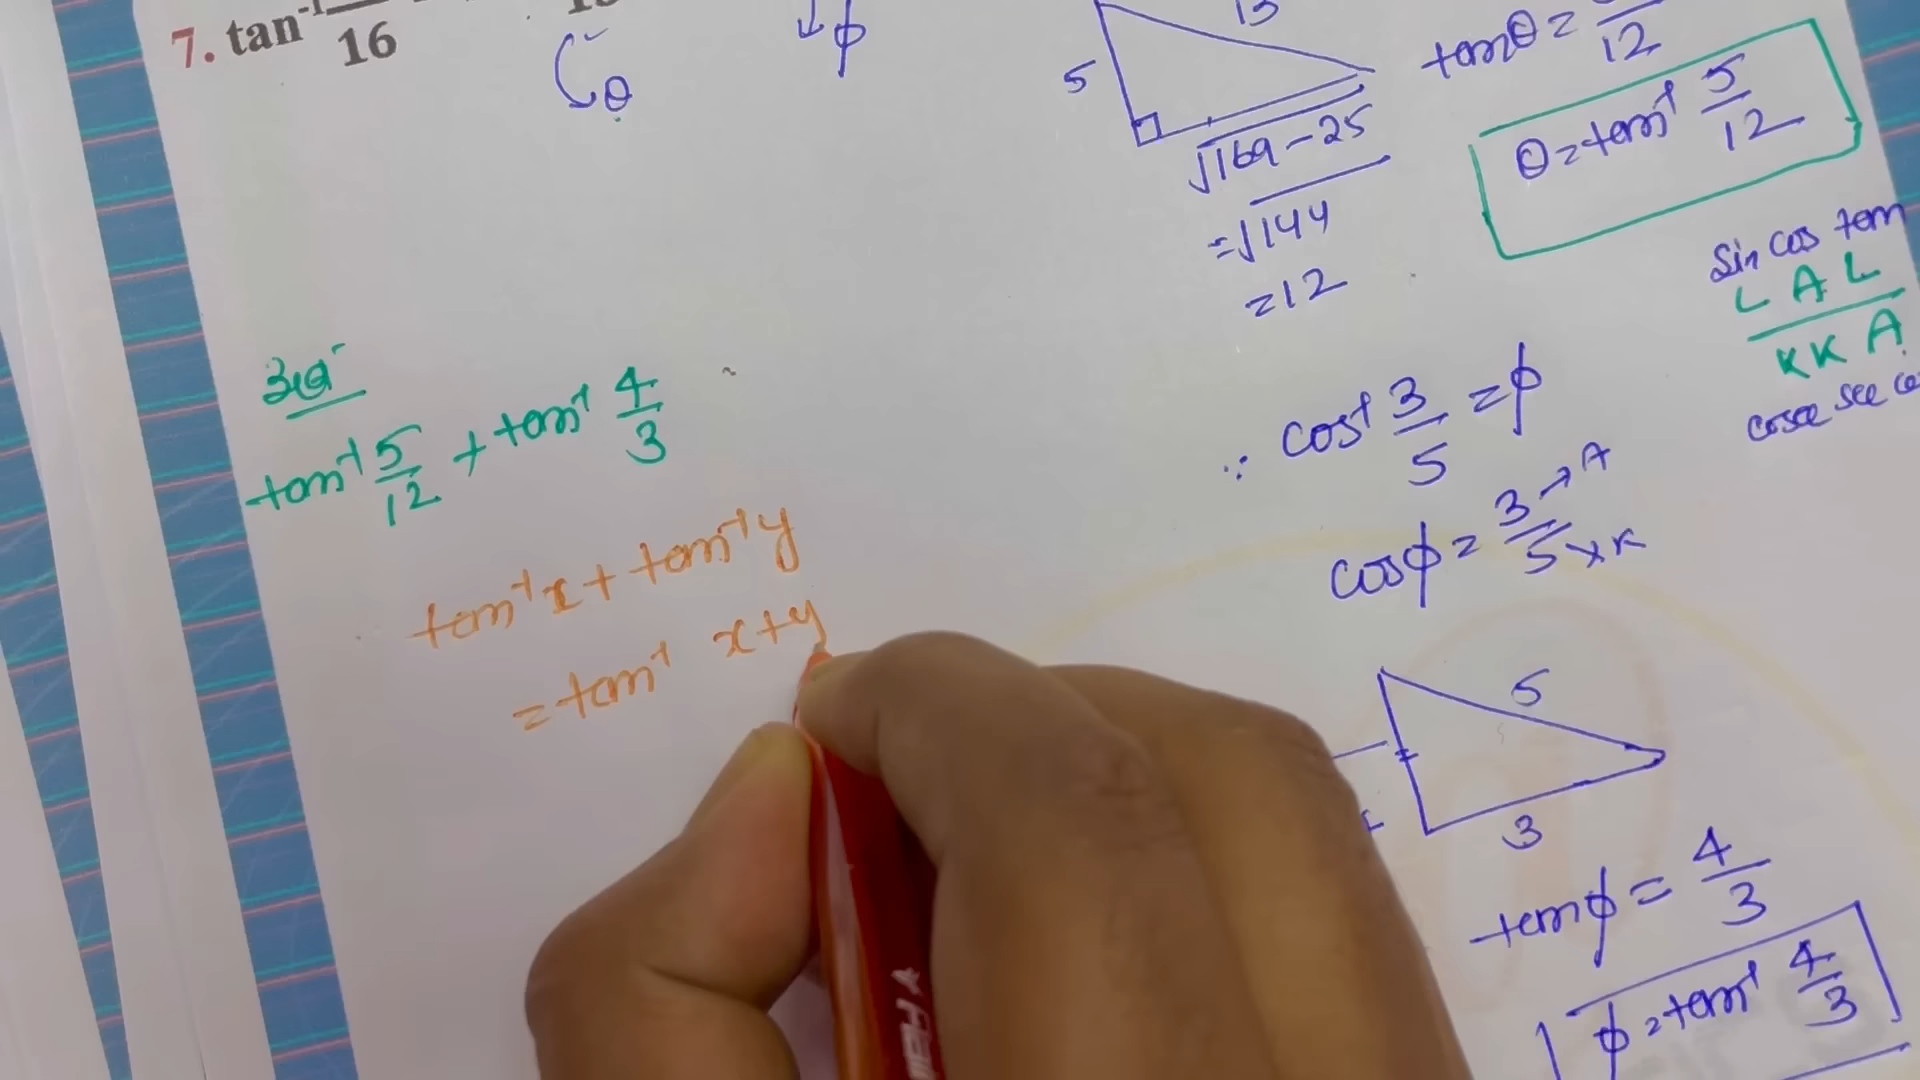 7. tan⁻¹ /16
θ
φ
13
5
√169-25
=√144
=12
tanθ= /12
θ=tan⁻¹ 5/12
sin cos tan
L A L
K K A
cosec sec
अब
tan⁻¹ 5/12 + tan⁻¹ 4/3
tan⁻¹x + tan⁻¹y
= tan⁻¹ x+y
∵ cos⁻¹ 3/5 = φ
cosφ = 3/5 → A
K
5
3
tanφ = 4/3
φ = tan⁻¹ 4/3